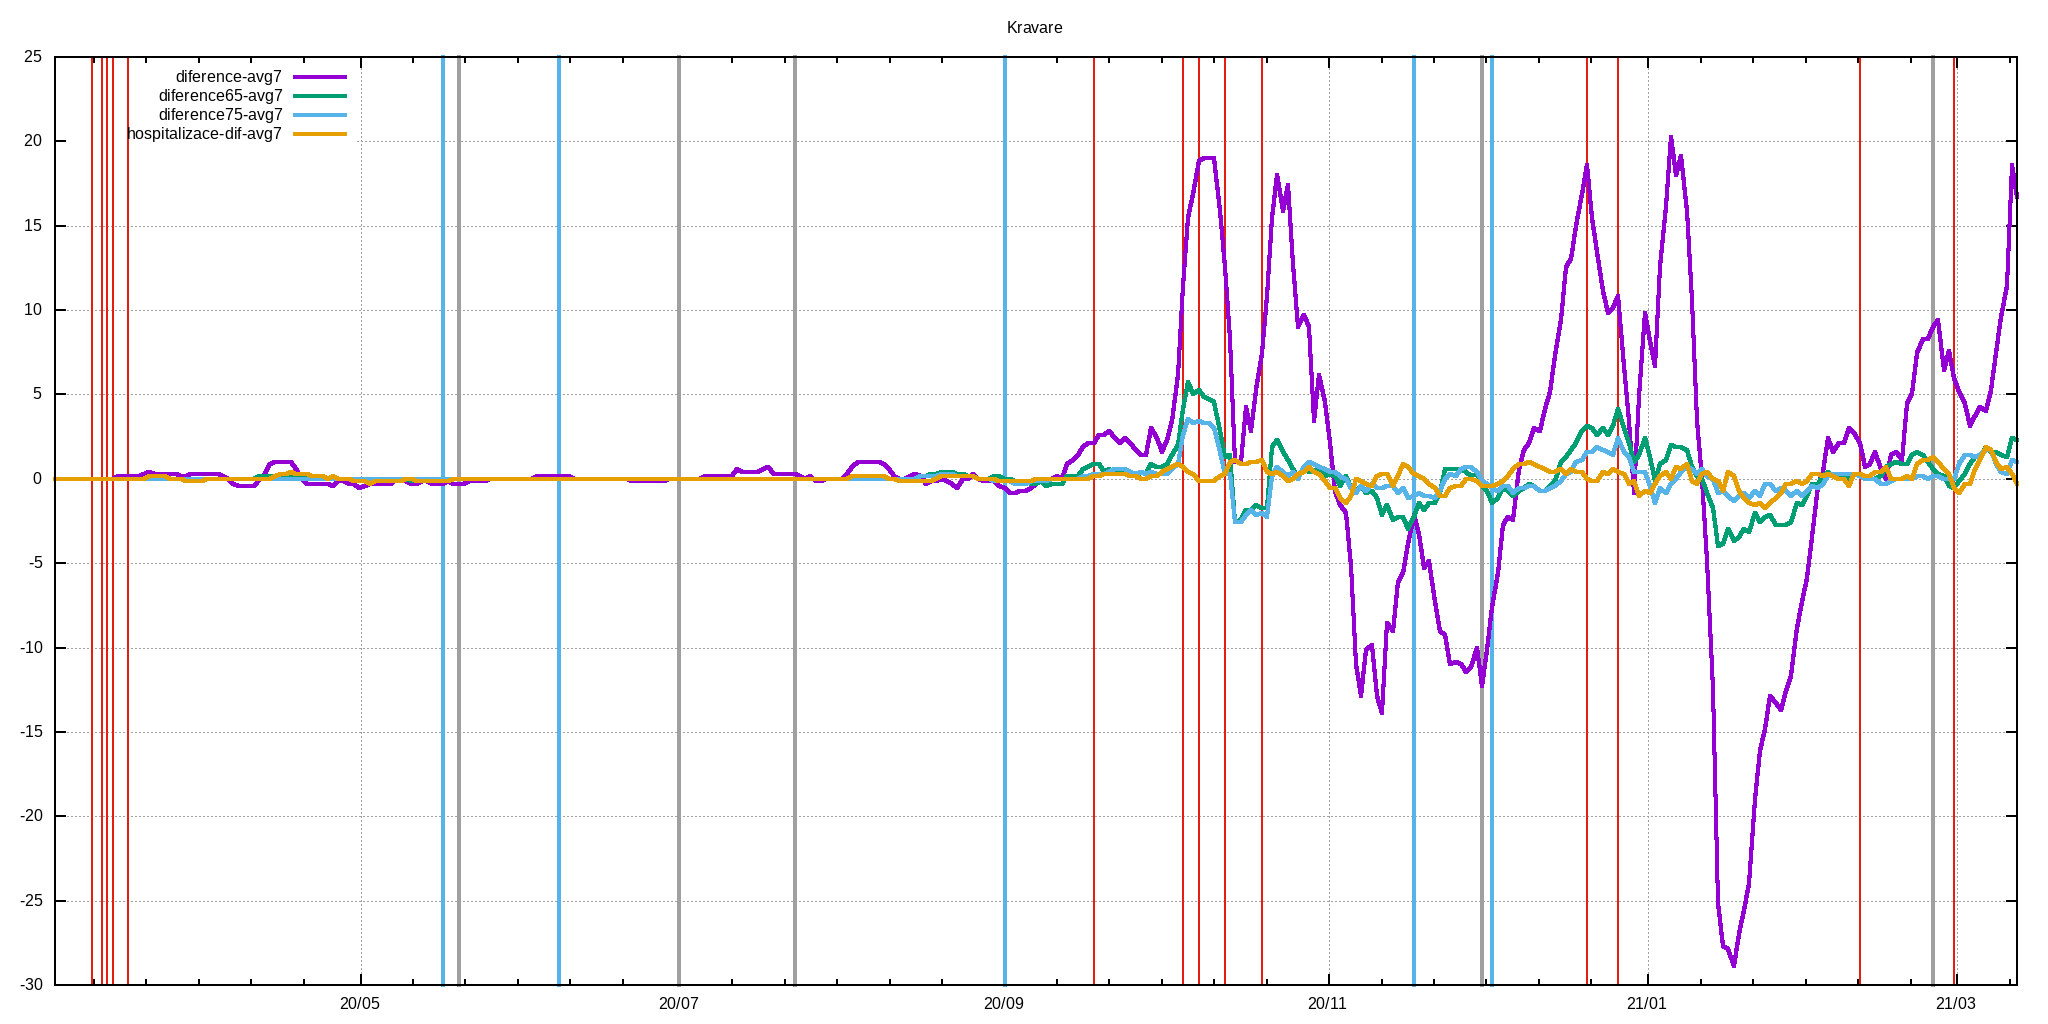 Kravare
25
20
15
10
5
0
-5
-10
-15
-20
-25
-30
diference-avg7
diference65-avg7
diference75-avg7
hospitalizace-dif-avg7
20/05 20/07 20/09 20/11 21/01 21/03